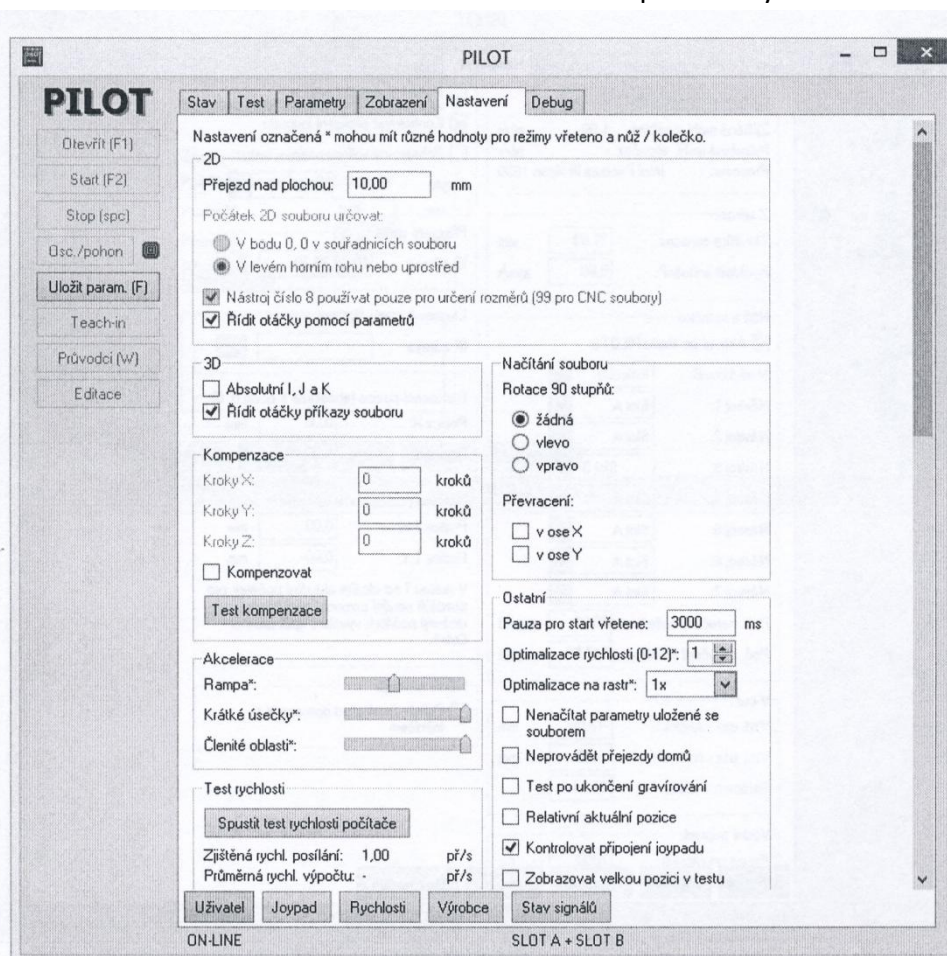 PILOT
PILOT
Otevřít (F1)
Start (F2)
Stop (spc)
Osc./pohon
Uložit param. (F)
Teach-in
Průvodci (W)
Editace
Stav Test Parametry Zobrazení Nastavení Debug
Nastavení označená * mohou mít různé hodnoty pro režimy vřeteno a nůž / kolečko.
2D
Přejezd nad plochou: 10,00 mm
Počátek 2D souboru určovat:
V bodu 0, 0 v souřadnicích souboru
V levém horním rohu nebo uprostřed
Nástroj číslo 8 používat pouze pro určení rozměrů (99 pro CNC soubory)
Řídit otáčky pomocí parametrů
3D
Absolutní I, J a K
Řídit otáčky příkazy souboru
Kompenzace
Kroky X: 0 kroků
Kroky Y: 0 kroků
Kroky Z: 0 kroků
Kompenzovat
Test kompenzace
Akcelerace
Rampa*:
Krátké úsečky*:
Členité oblasti*:
Test rychlosti
Spustit test rychlosti počítače
Zjištěná rychl. posílání: 1,00 př/s
Průměrná rychl. výpočtu: - př/s
Načítání souboru
Rotace 90 stupňů:
žádná
vlevo
vpravo
Převracení:
v ose X
v ose Y
Ostatní
Pauza pro start vřetene: 3000 ms
Optimalizace rychlosti (0-12)*: 1
Optimalizace na rastr*: 1x
Nenačítat parametry uložené se
souborem
Neprovádět přejezdy domů
Test po ukončení gravírování
Relativní aktuální pozice
Kontrolovat připojení joypadu
Zobrazovat velkou pozici v testu
Uživatel Joypad Rychlosti Výrobce Stav signálů
ON-LINE SLOT A + SLOT B